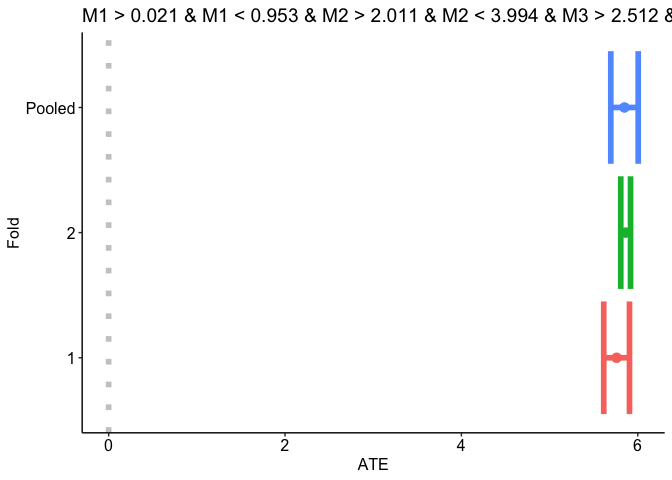 M1 > 0.021 & M1 < 0.953 & M2 > 2.011 & M2 < 3.994 & M3 > 2.512 &
Pooled
2
1
Fold
0 2 4 6
ATE